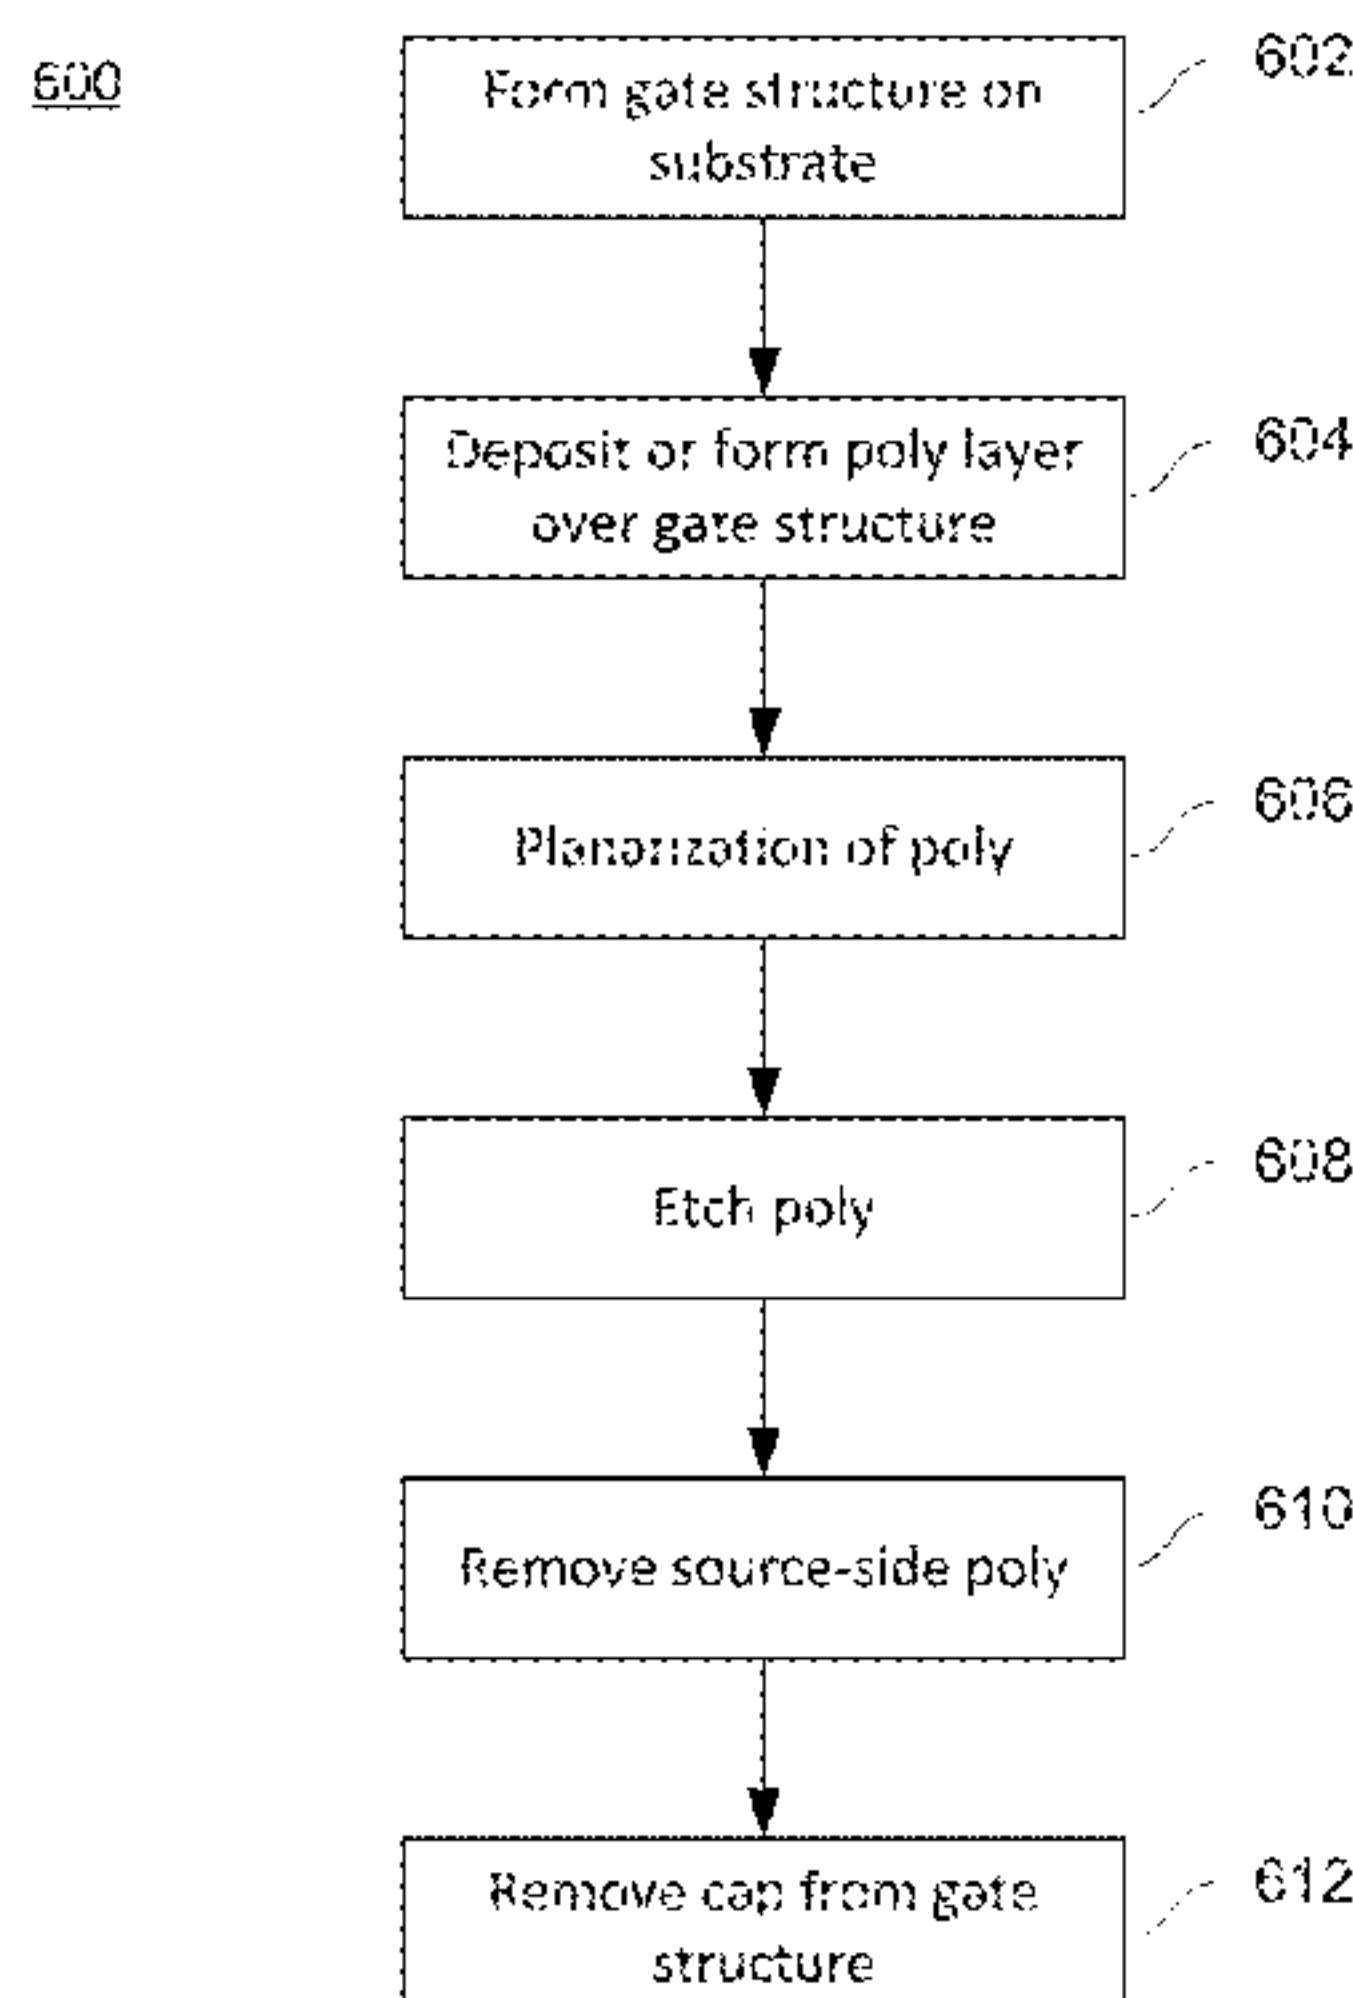 600
602
Form gate structure on
substrate
604
Deposit or form poly layer
over gate structure
606
Planarization of poly
608
Etch poly
610
Remove source-side poly
612
Remove cap from gate
structure